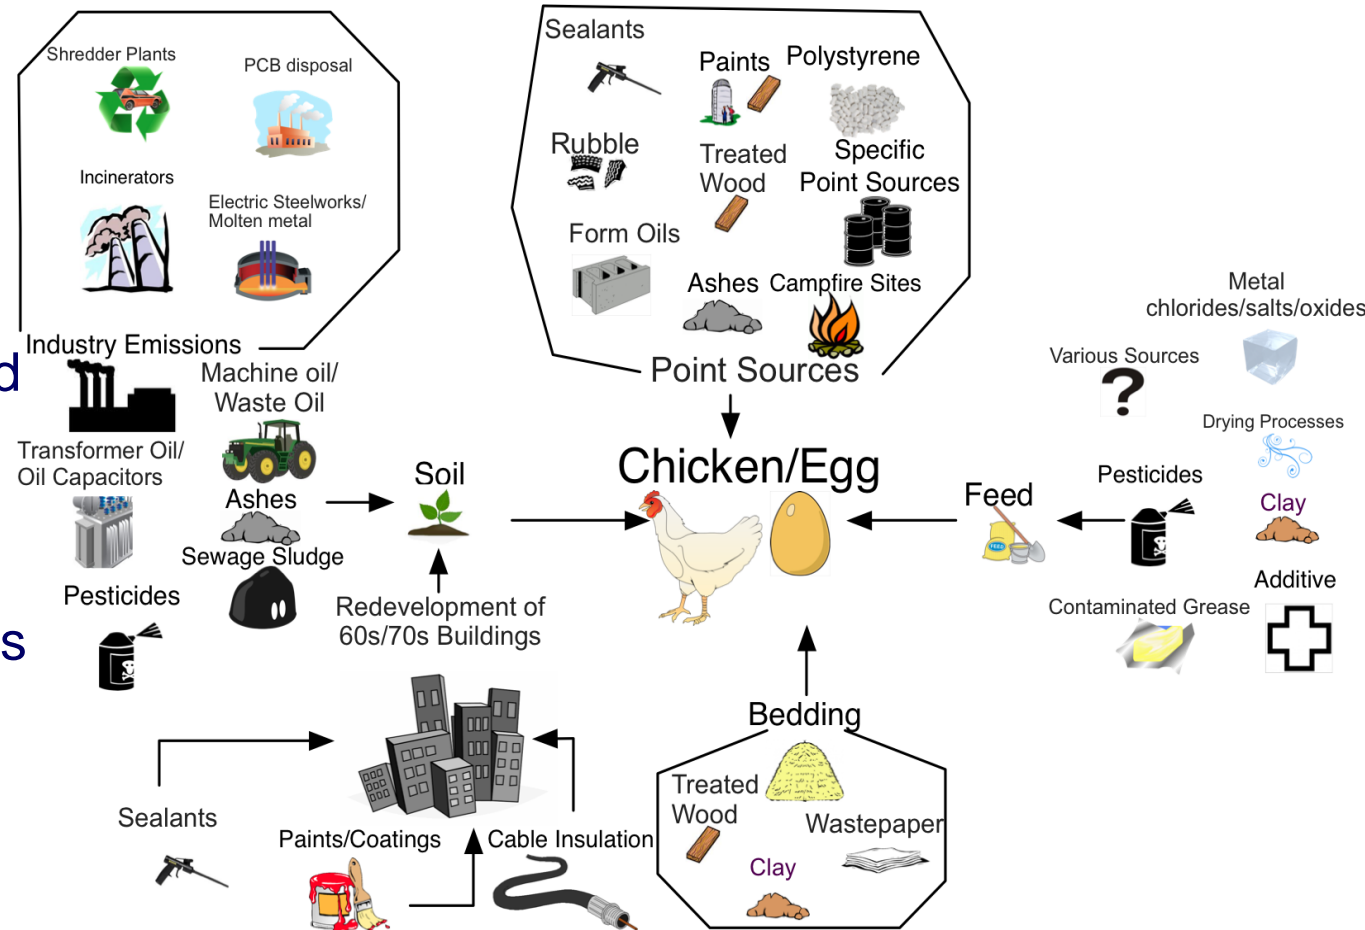 Shredder Plants
PCB disposal
Incinerators
Electric Steelworks/
Molten metal
Industry Emissions
Sealants
Paints
Polystyrene
Rubble
Treated
Wood
Specific
Point Sources
Form Oils
Ashes
Campfire Sites
Point Sources
d
Machine oil/
Waste Oil
Transformer Oil/
Oil Capacitors
Ashes
Sewage Sludge
Pesticides
s
Soil
Redevelopment of
60s/70s Buildings
Chicken/Egg
Feed
FEED
Metal
chlorides/salts/oxides
Various Sources
?
Drying Processes
Pesticides
Clay
Additive
Contaminated Grease
Bedding
Treated
Wood
Wastepaper
Clay
Sealants
Paints/Coatings
Cable Insulation